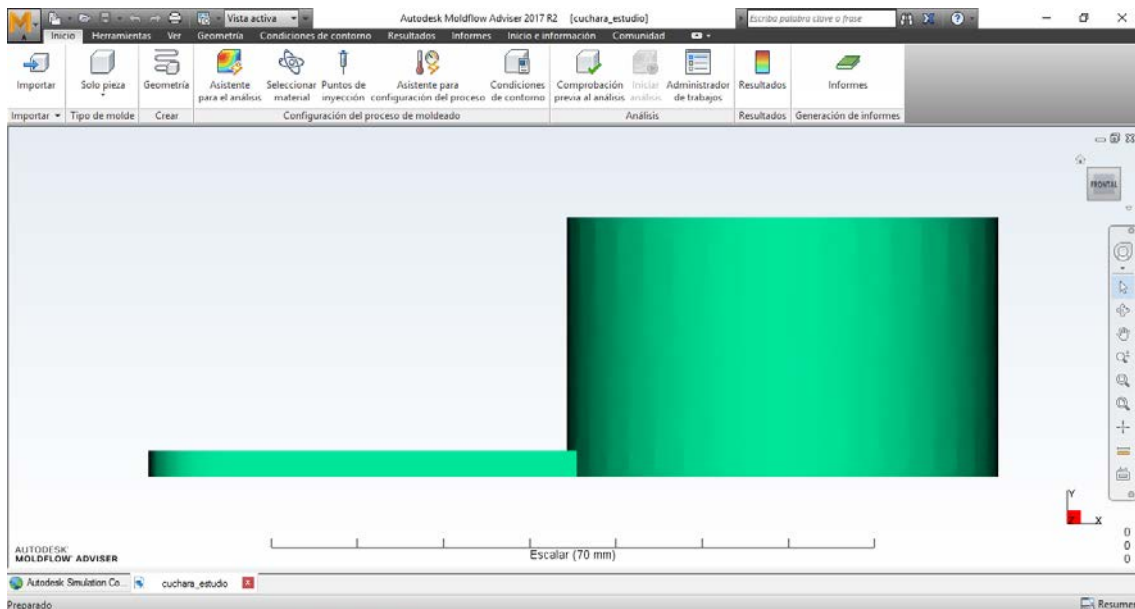 Vista activa Autodesk Moldflow Adviser 2017 R2 [cuchara_estudio] Escriba palabra clave o frase
Inicio Herramientas Ver Geometría Condiciones de contorno Resultados Informes Inicio e información Comunidad
Importar Solo pieza Geometría Asistente Seleccionar Puntos de Asistente para Condiciones Comprobación Iniciar Administrador Resultados Informes
para el análisis material inyección configuración del proceso de contorno previa al análisis análisis de trabajos
Importar Tipo de molde Crear Configuración del proceso de moldeado Análisis Resultados Generación de informes
FRONTAL
Y
Z X
0
0
0
Escalar (70 mm)
AUTODESK
MOLDFLOW ADVISER
Autodesk Simulation Co... cuchara_estudio
Preparado Resumen